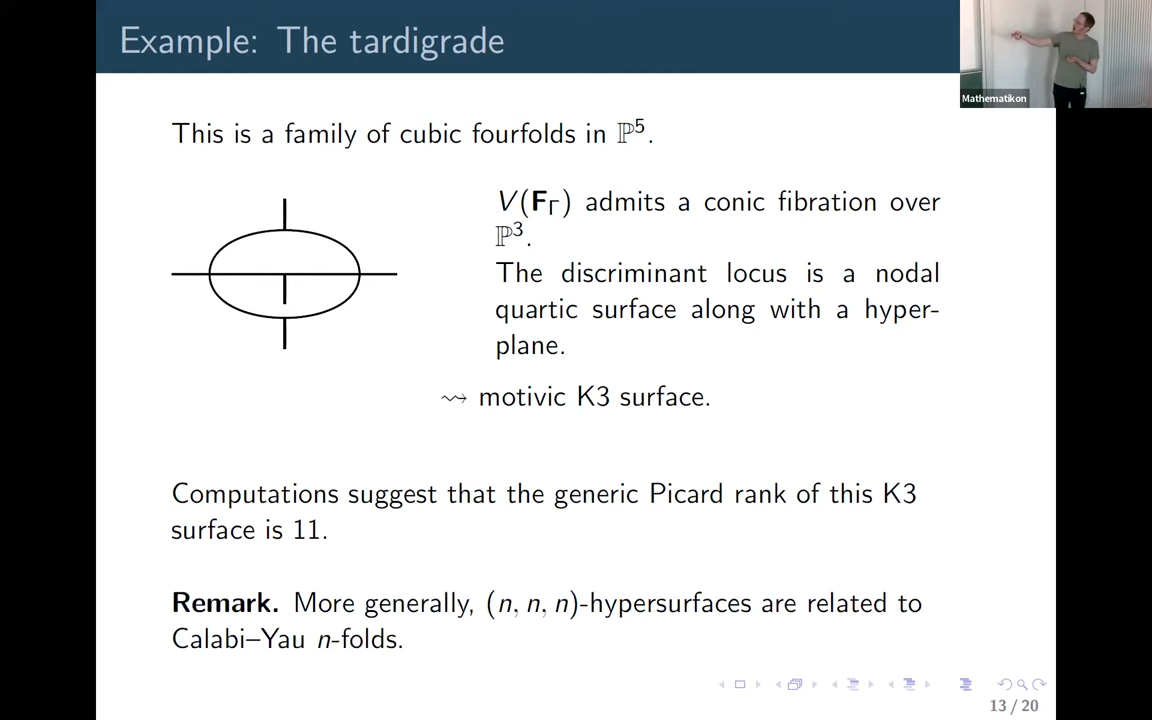 Example: The tardigrade
Mathematikon
This is a family of cubic fourfolds in ℙ⁵.
V(𝐅_Γ) admits a conic fibration over
ℙ³.
The discriminant locus is a nodal
quartic surface along with a hyper-
plane.
⇝ motivic K3 surface.
Computations suggest that the generic Picard rank of this K3
surface is 11.
Remark. More generally, (n, n, n)-hypersurfaces are related to
Calabi–Yau n-folds.
13 / 20